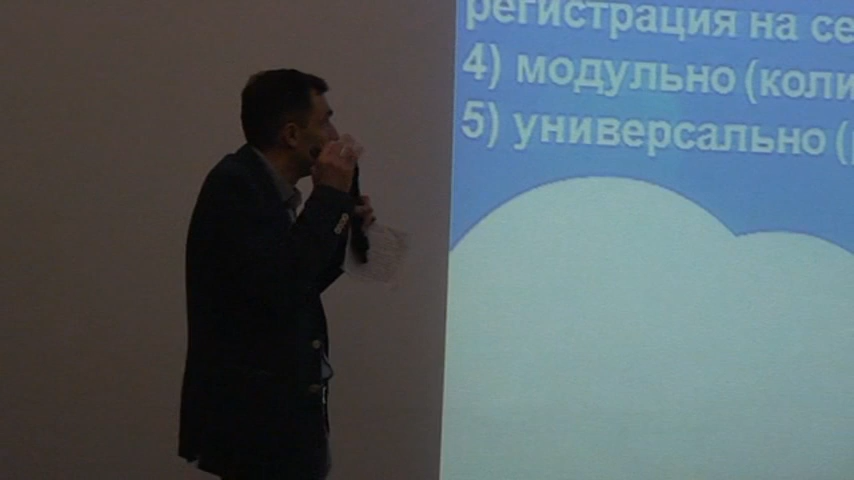 регистрация на се
4) модульно (коли
5) универсально (